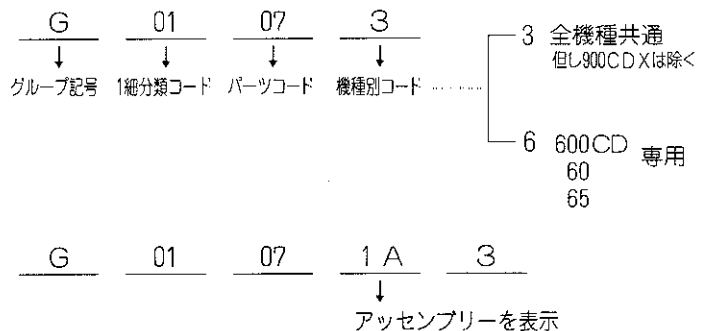 G 01 07 3
↓ ↓ ↓ ↓
グループ記号 1細分類コード パーツコード 機種別コード ………
3 全機種共通
但し900CDXは除く
6 600CD 専用
60
65
G 01 07 1A 3
↓
アッセンブリーを表示